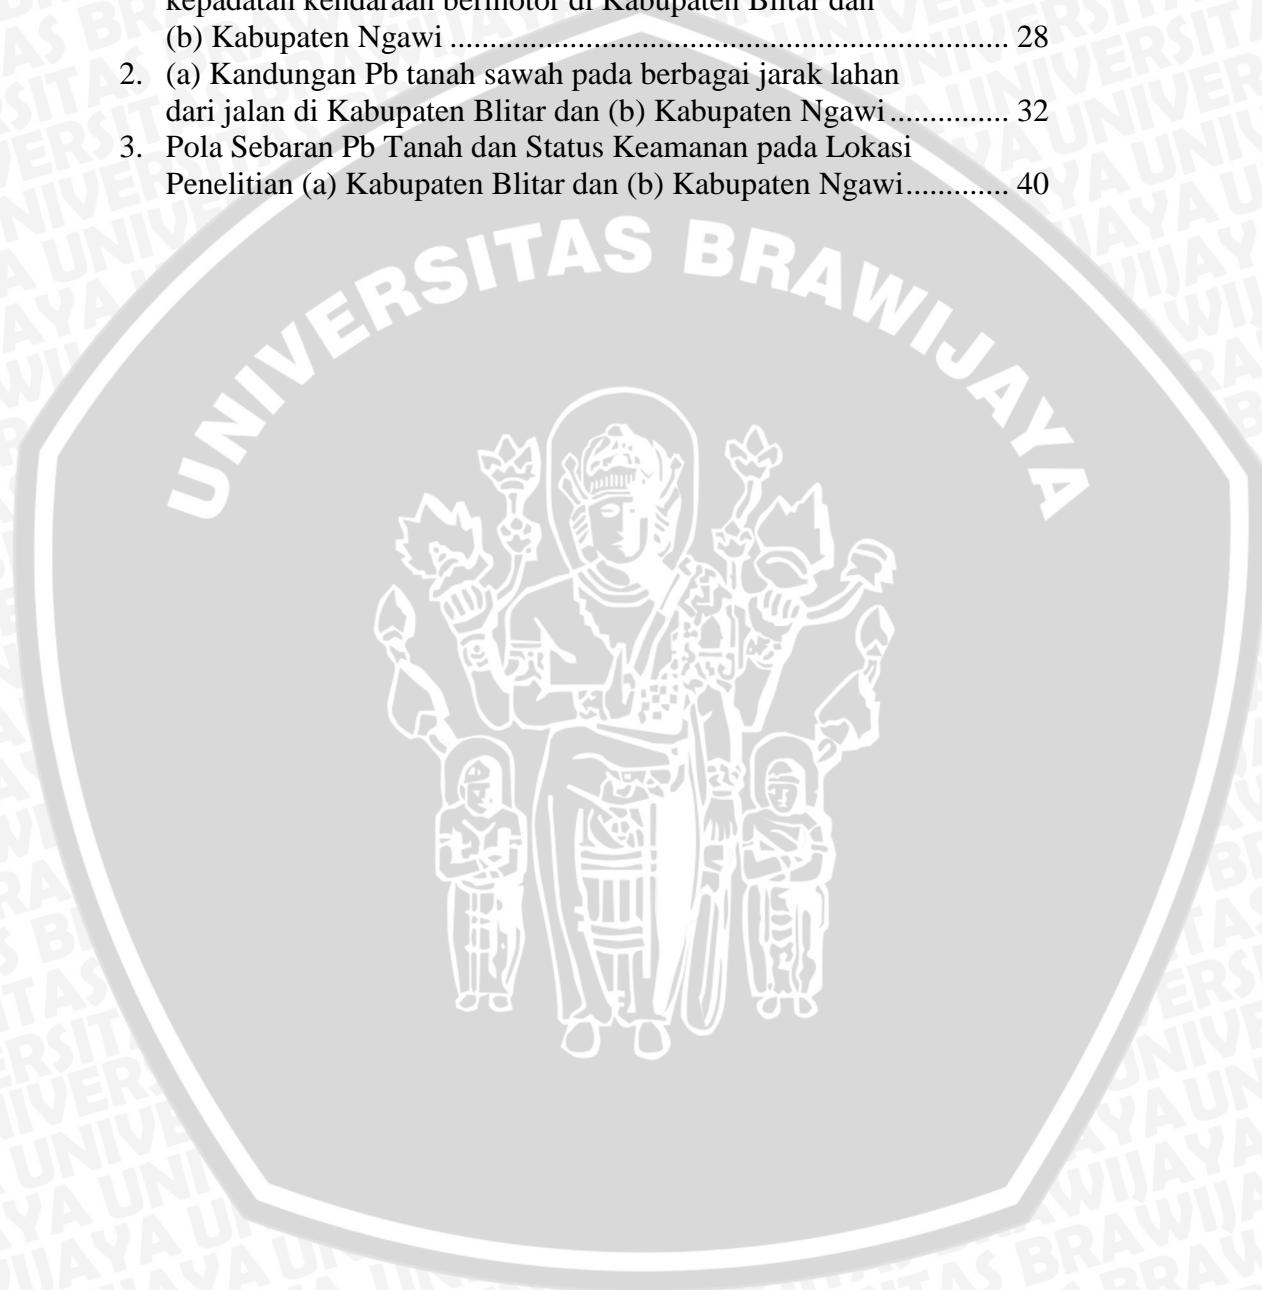 kepadatan kendaraan bermotor di Kabupaten Blitar dan
(b) Kabupaten Ngawi ...................................................................... 28
2. (a) Kandungan Pb tanah sawah pada berbagai jarak lahan
dari jalan di Kabupaten Blitar dan (b) Kabupaten Ngawi ............... 32
3. Pola Sebaran Pb Tanah dan Status Keamanan pada Lokasi
Penelitian (a) Kabupaten Blitar dan (b) Kabupaten Ngawi............. 40
UNIVERSITAS BRAWIJAYA